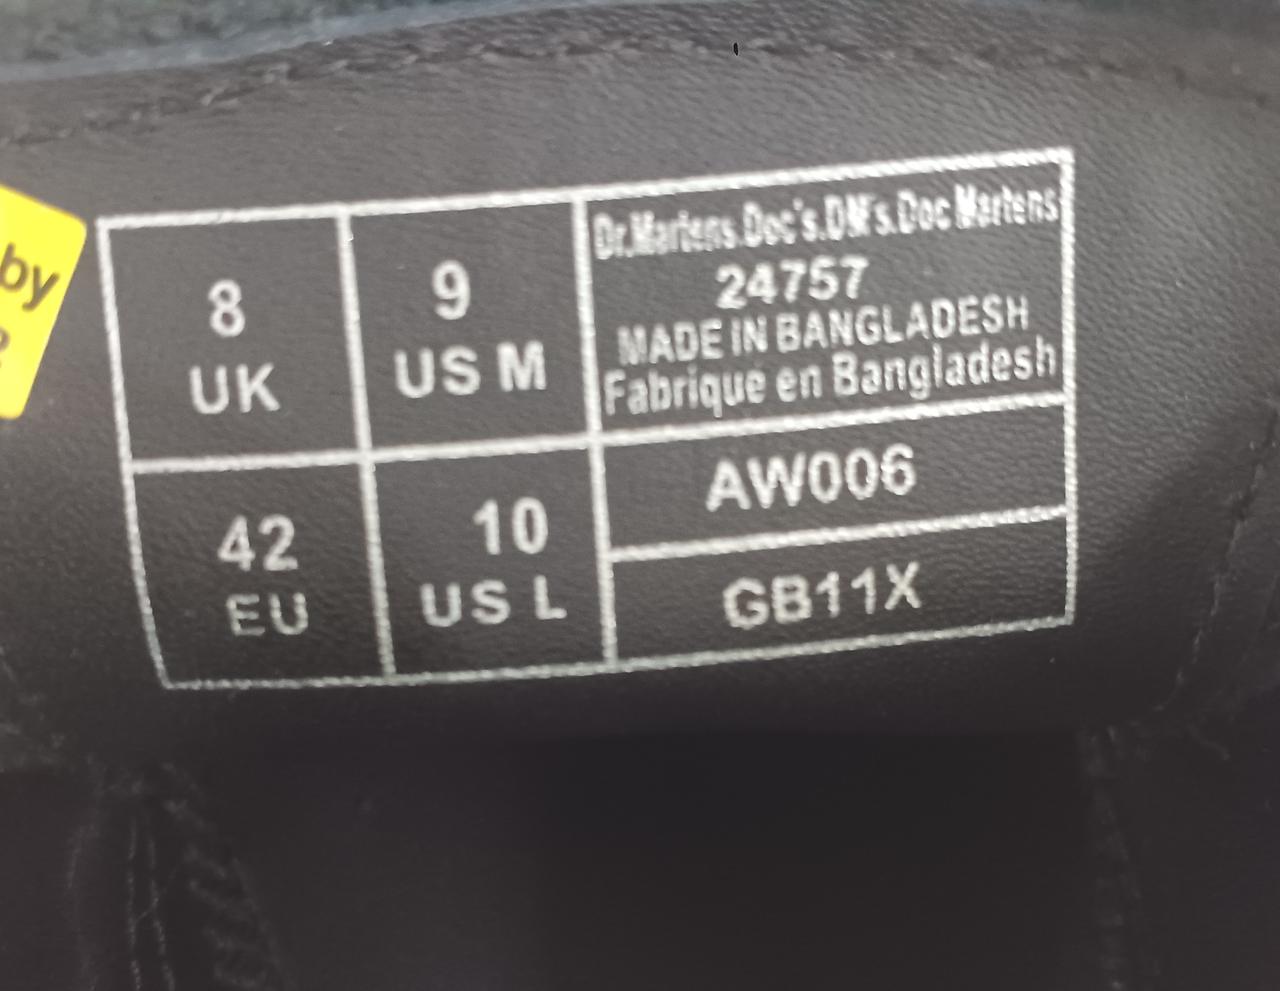 by
8
UK
9
US M
42
EU
10
US L
Dr.Martens.Doc's.DM's.Doc Martens
24757
MADE IN BANGLADESH
Fabrique en Bangladesh
AW006
GB11X